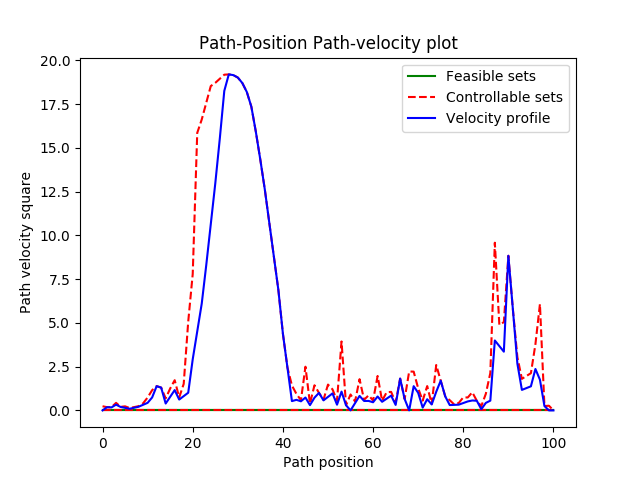 Path-Position Path-velocity plot
Feasible sets
Controllable sets
Velocity profile
Path velocity square
20.0
17.5
15.0
12.5
10.0
7.5
5.0
2.5
0.0
0 20 40 60 80 100
Path position